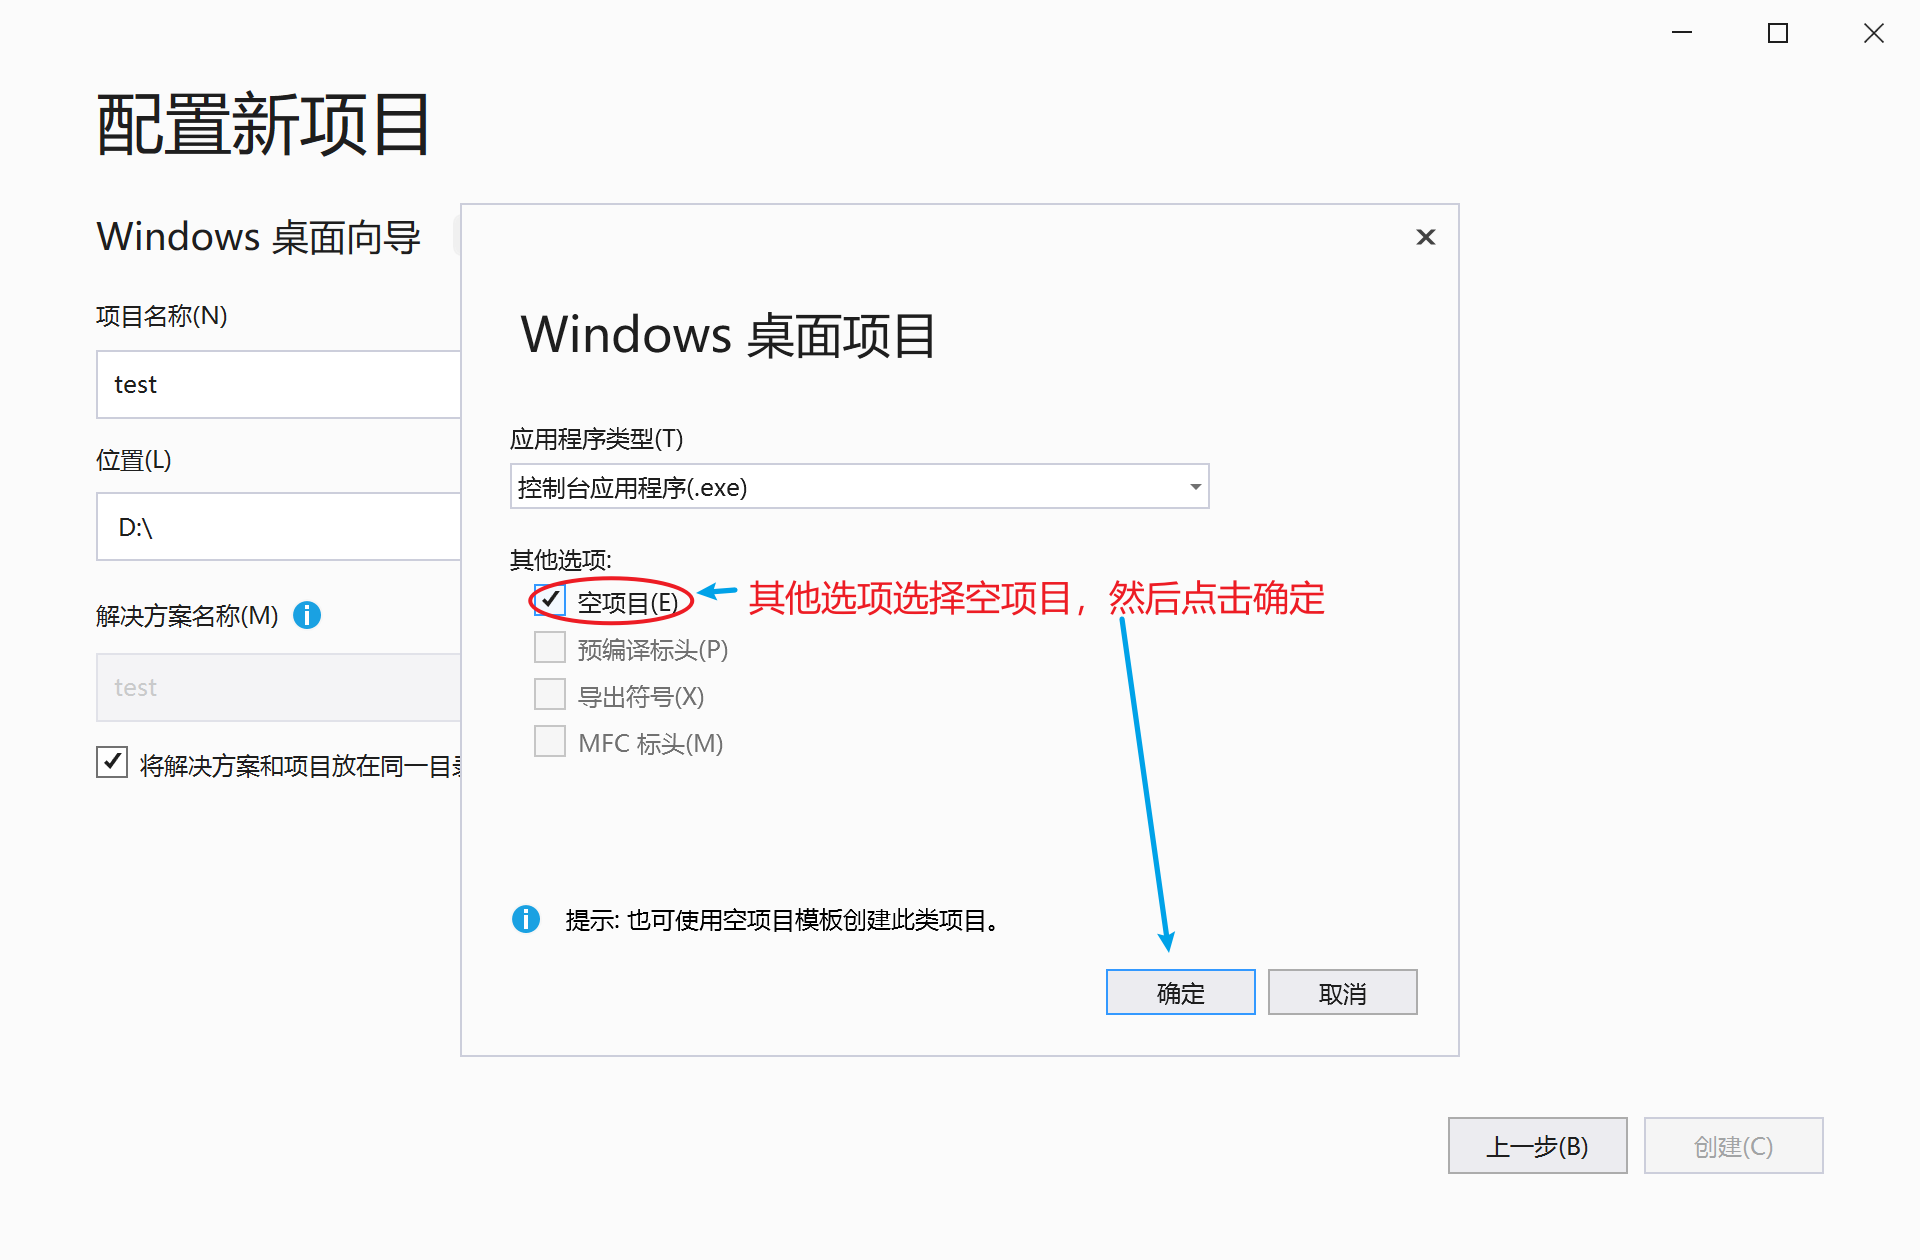 配置新项目
Windows 桌面向导
项目名称(N)
test
位置(L)
D:\
解决方案名称(M)
test
将解决方案和项目放在同一目录
Windows 桌面项目
应用程序类型(T)
控制台应用程序(.exe)
其他选项:
空项目(E)
其他选项选择空项目，然后点击确定
预编译标头(P)
导出符号(X)
MFC 标头(M)
提示: 也可使用空项目模板创建此类项目。
确定
取消
上一步(B)
创建(C)